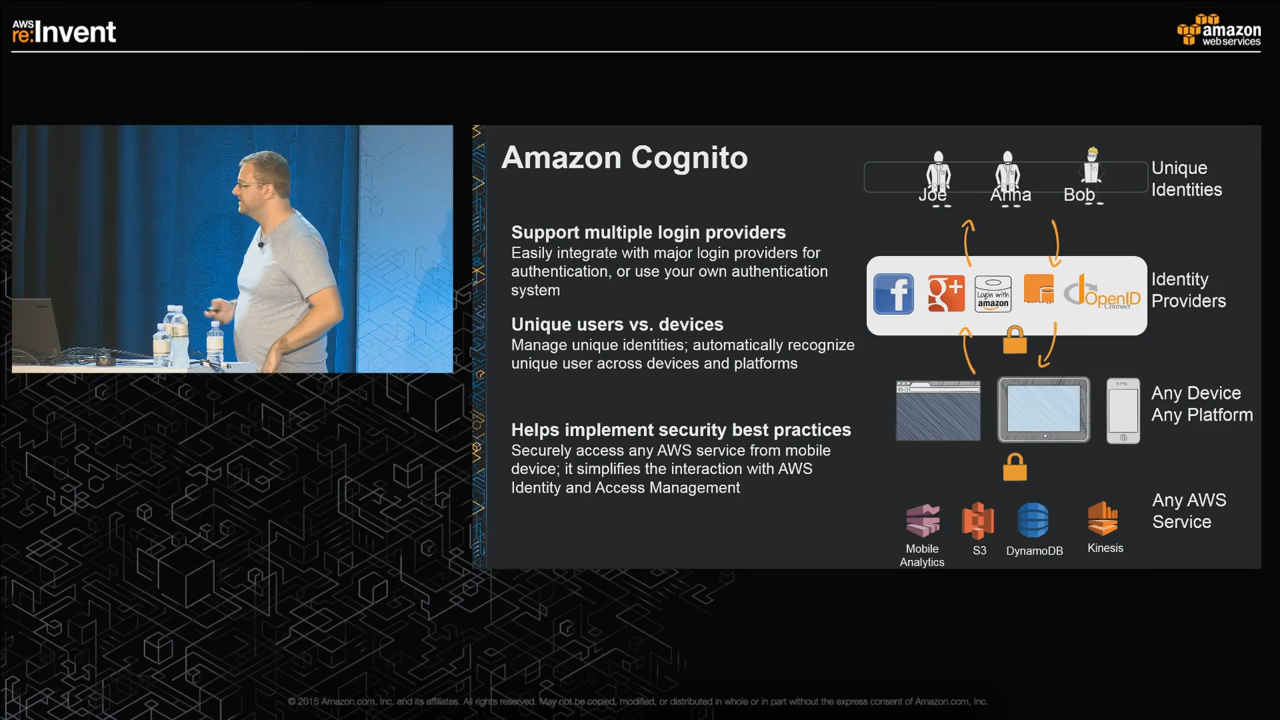 AWS
re:Invent
amazon
web services
Amazon Cognito
Support multiple login providers
Easily integrate with major login providers for
authentication, or use your own authentication
system
Unique users vs. devices
Manage unique identities; automatically recognize
unique user across devices and platforms
Helps implement security best practices
Securely access any AWS service from mobile
device; it simplifies the interaction with AWS
Identity and Access Management
Joe Anna Bob
Unique
Identities
f g+ Login with
amazon
OpenID
Connect
Identity
Providers
Any Device
Any Platform
Any AWS
Service
Mobile
Analytics
S3
DynamoDB
Kinesis
© 2015 Amazon.com, Inc. and its affiliates. All rights reserved. May not be copied, modified, or distributed in whole or in part without the express consent of Amazon.com, Inc.